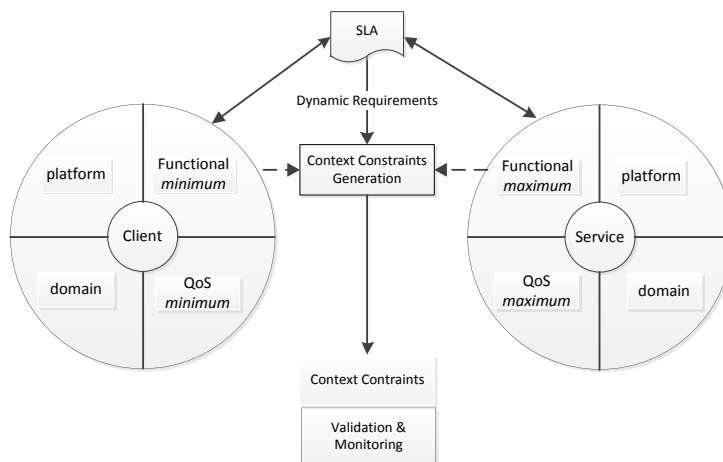 SLA
Dynamic Requirements
platform
Functional
minimum
Context Constraints
Generation
Functional
maximum
platform
Client
Service
domain
QoS
minimum
QoS
maximum
domain
Context Contraints
Validation &
Monitoring